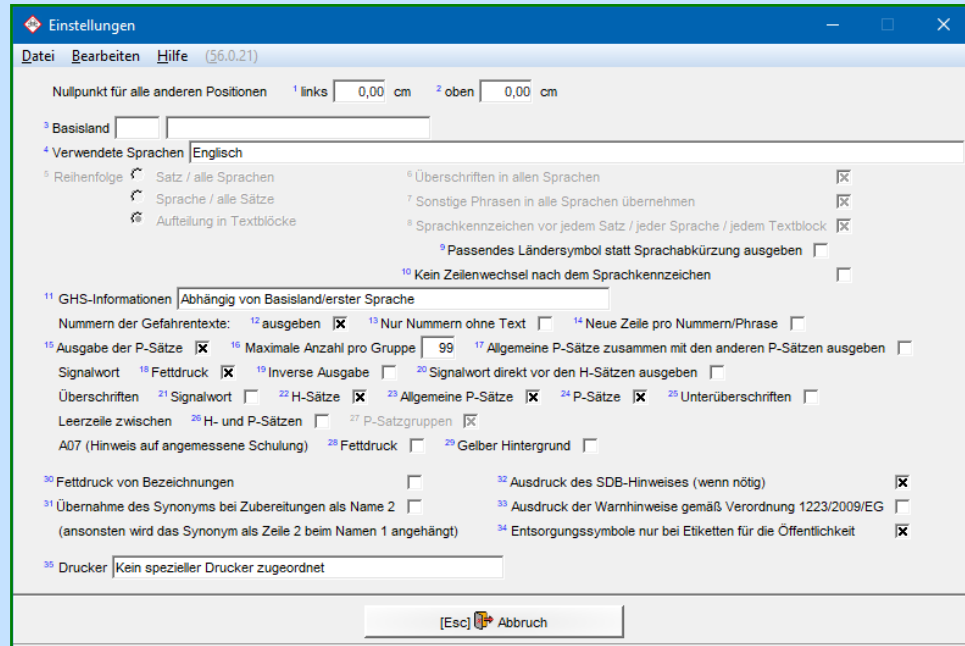 Einstellungen
Datei Bearbeiten Hilfe (56.0.21)
Nullpunkt für alle anderen Positionen 1 links 0,00 cm 2 oben 0,00 cm
3 Basisland
4 Verwendete Sprachen Englisch
5 Reihenfolge Satz / alle Sprachen 6 Überschriften in allen Sprachen
Sprache / alle Sätze 7 Sonstige Phrasen in alle Sprachen übernehmen
Aufteilung in Textblöcke 8 Sprachkennzeichen vor jedem Satz / jeder Sprache / jedem Textblock
9 Passendes Ländersymbol statt Sprachabkürzung ausgeben
10 Kein Zeilenwechsel nach dem Sprachkennzeichen
11 GHS-Informationen Abhängig von Basisland/erster Sprache
Nummern der Gefahrentexte: 12 ausgeben 13 Nur Nummern ohne Text 14 Neue Zeile pro Nummern/Phrase
15 Ausgabe der P-Sätze 16 Maximale Anzahl pro Gruppe 99 17 Allgemeine P-Sätze zusammen mit den anderen P-Sätzen ausgeben
Signalwort 18 Fettdruck 19 Inverse Ausgabe 20 Signalwort direkt vor den H-Sätzen ausgeben
Überschriften 21 Signalwort 22 H-Sätze 23 Allgemeine P-Sätze 24 P-Sätze 25 Unterüberschriften
Leerzeile zwischen 26 H- und P-Sätzen 27 P-Satzgruppen
A07 (Hinweis auf angemessene Schulung) 28 Fettdruck 29 Gelber Hintergrund
30 Fettdruck von Bezeichnungen 32 Ausdruck des SDB-Hinweises (wenn nötig)
31 Übernahme des Synonyms bei Zubereitungen als Name 2 33 Ausdruck der Warnhinweise gemäß Verordnung 1223/2009/EG
(ansonsten wird das Synonym als Zeile 2 beim Namen 1 angehängt) 34 Entsorgungssymbole nur bei Etiketten für die Öffentlichkeit
35 Drucker Kein spezieller Drucker zugeordnet
[Esc] Abbruch